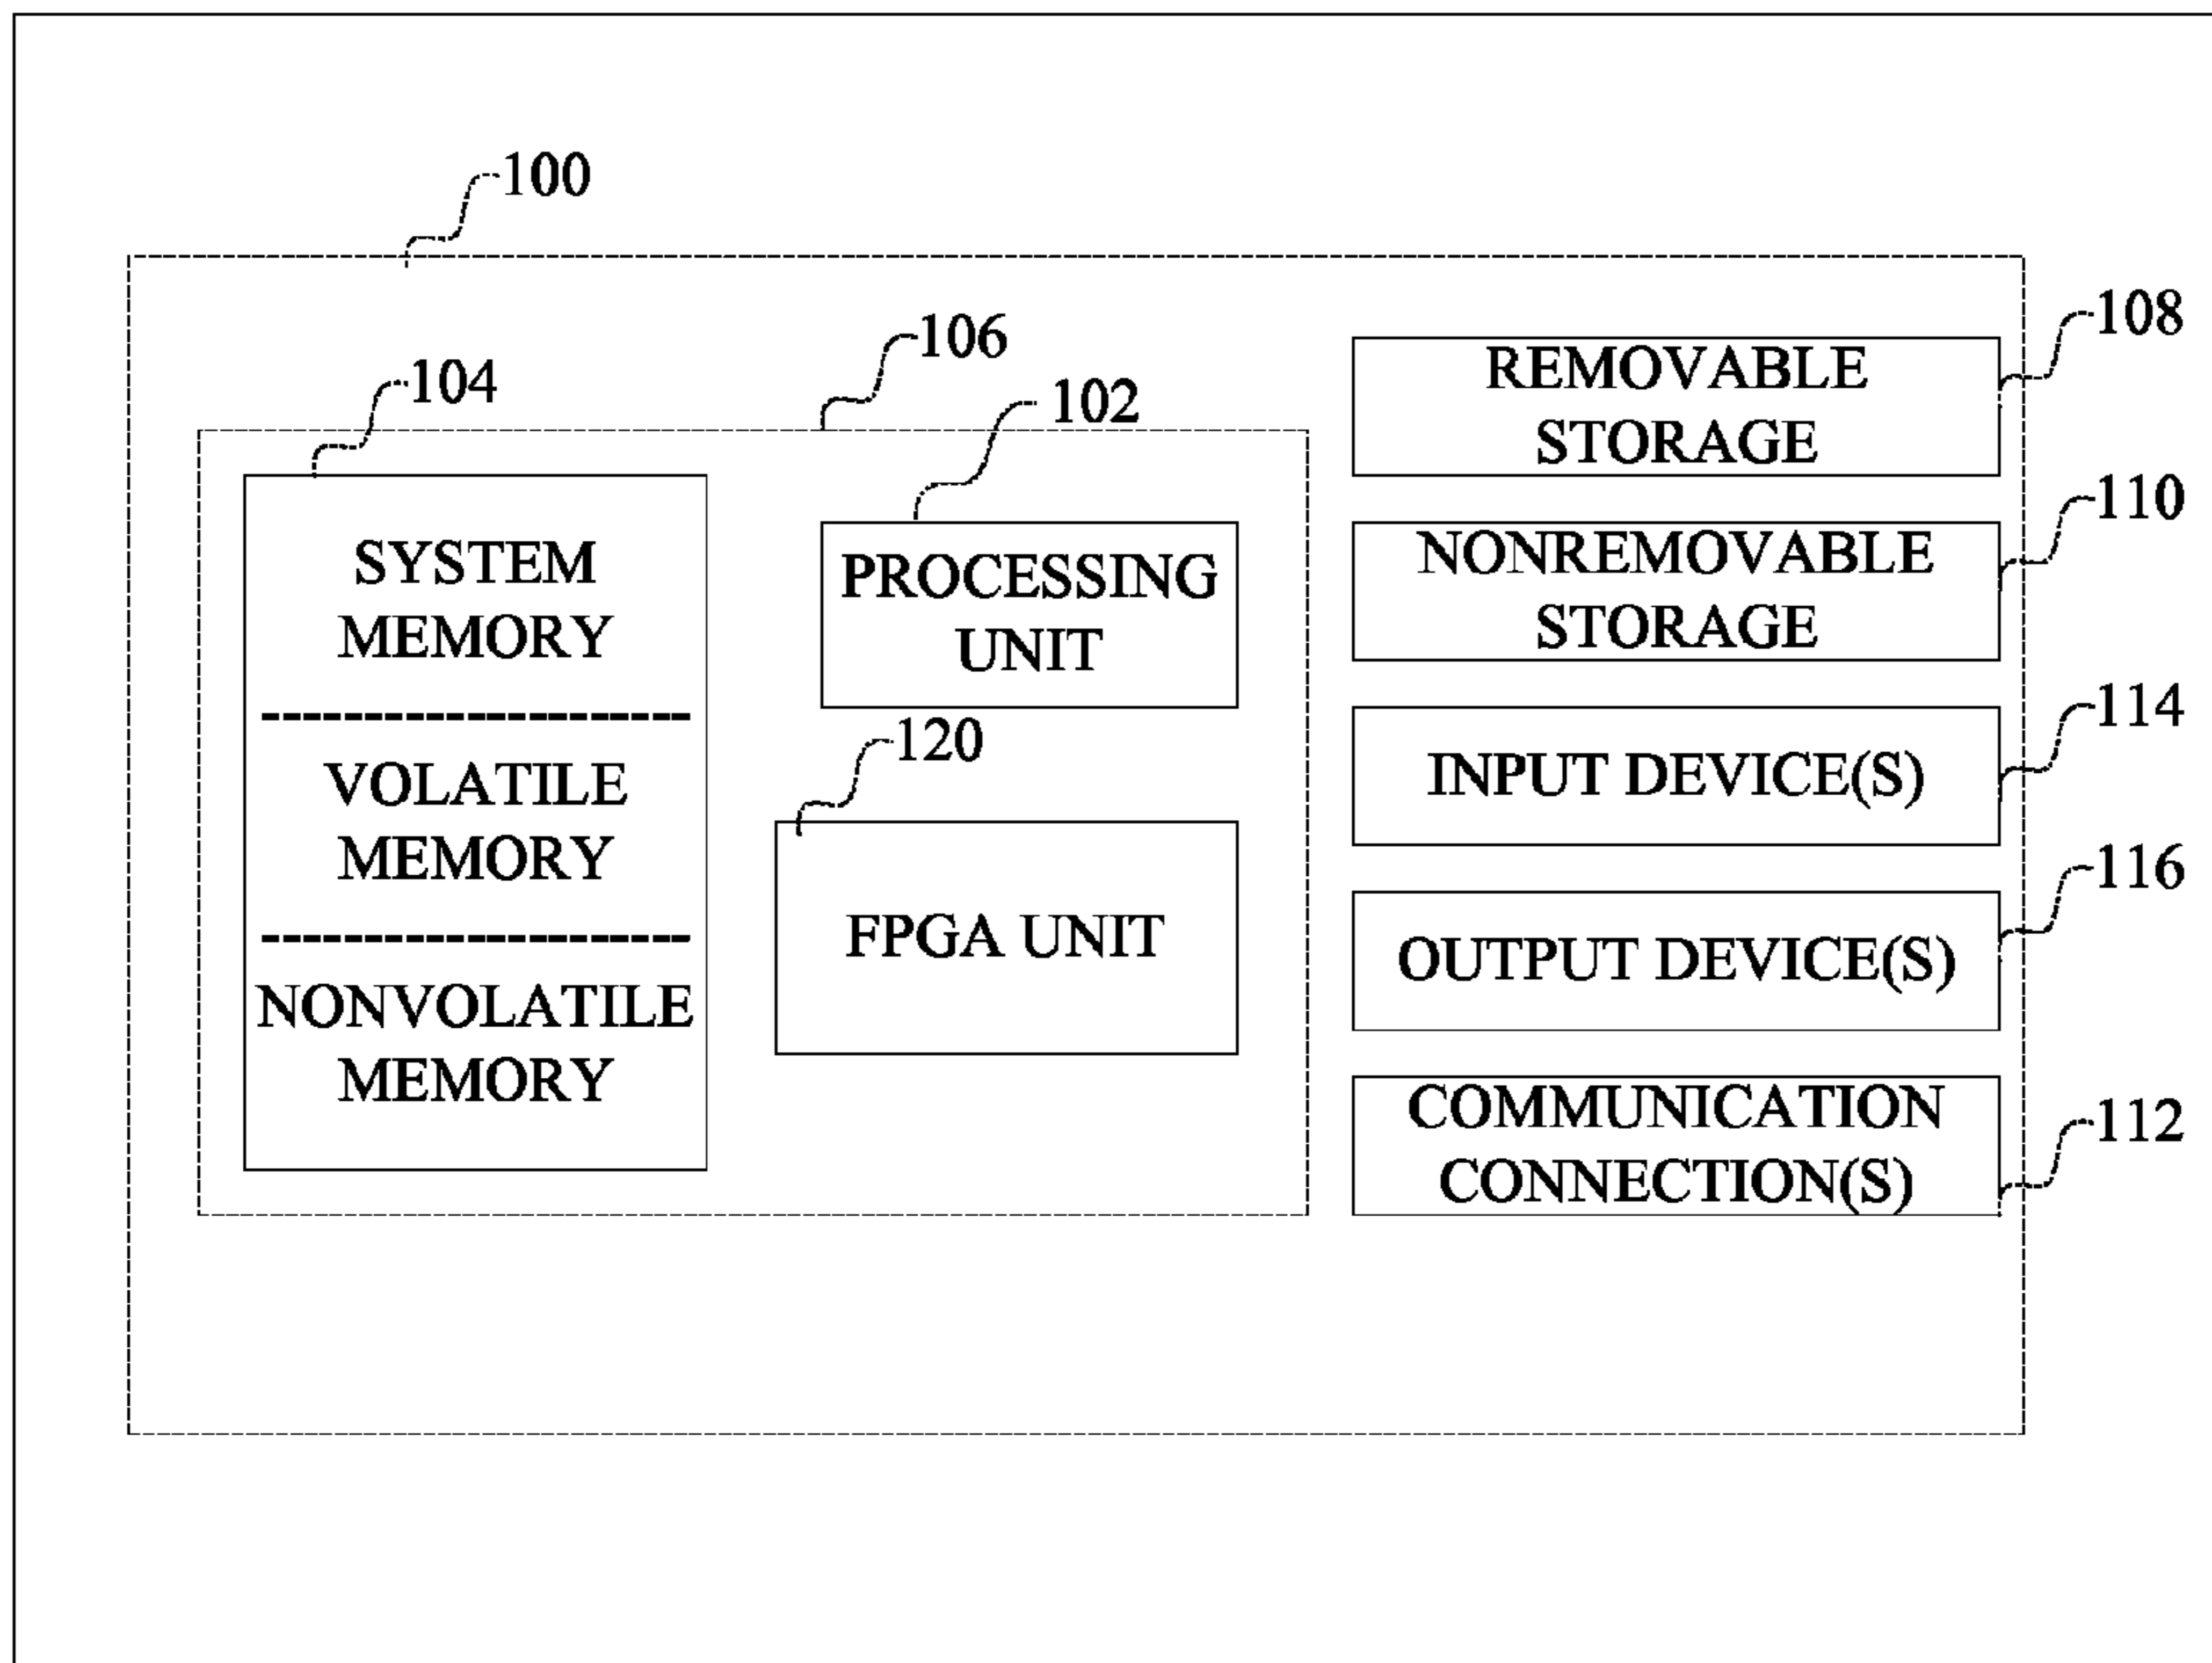 100
106
108
104
102
REMOVABLE
STORAGE
110
SYSTEM
MEMORY
PROCESSING
UNIT
NONREMOVABLE
STORAGE
114
120
VOLATILE
MEMORY
INPUT DEVICE(S)
116
FPGA UNIT
OUTPUT DEVICE(S)
NONVOLATILE
MEMORY
COMMUNICATION
CONNECTION(S)
112